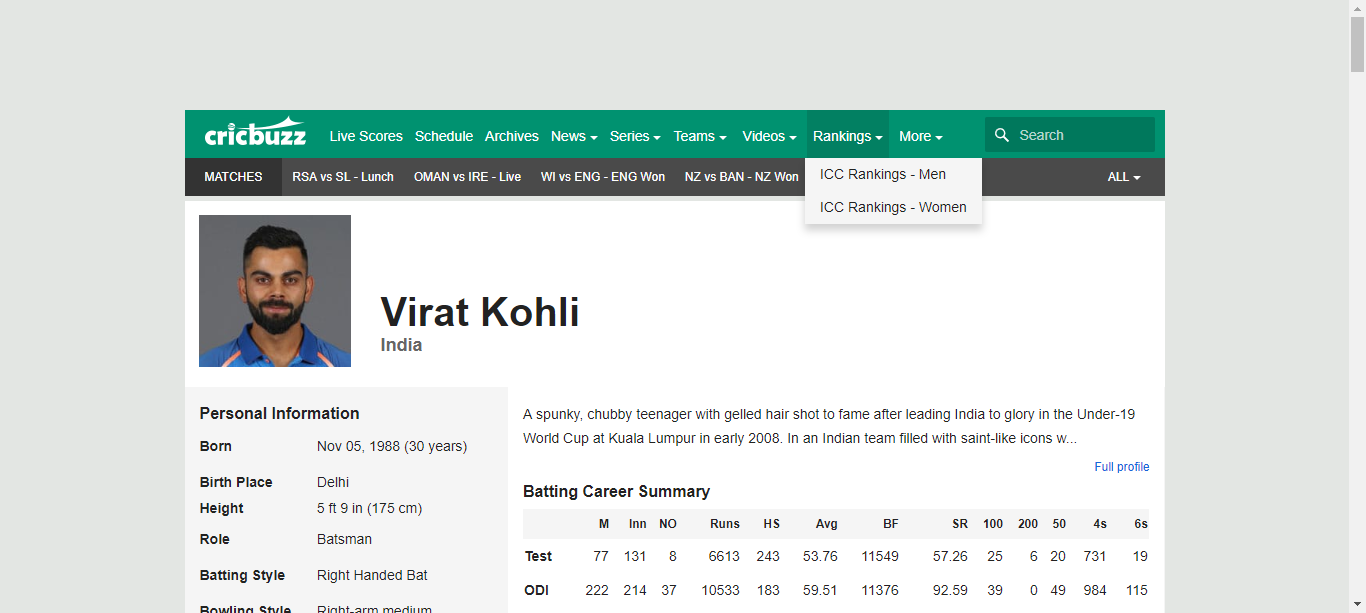 cricbuzz Live Scores Schedule Archives News Series Teams Videos Rankings More Search
MATCHES RSA vs SL - Lunch OMAN vs IRE - Live WI vs ENG - ENG Won NZ vs BAN - NZ Won ALL
ICC Rankings - Men
ICC Rankings - Women
Virat Kohli
India
Personal Information
Born Nov 05, 1988 (30 years)
Birth Place Delhi
Height 5 ft 9 in (175 cm)
Role Batsman
Batting Style Right Handed Bat
Bowling Style Right-arm medium
A spunky, chubby teenager with gelled hair shot to fame after leading India to glory in the Under-19
World Cup at Kuala Lumpur in early 2008. In an Indian team filled with saint-like icons w...
Full profile
Batting Career Summary
M Inn NO Runs HS Avg BF SR 100 200 50 4s 6s
Test 77 131 8 6613 243 53.76 11549 57.26 25 6 20 731 19
ODI 222 214 37 10533 183 59.51 11376 92.59 39 0 49 984 115